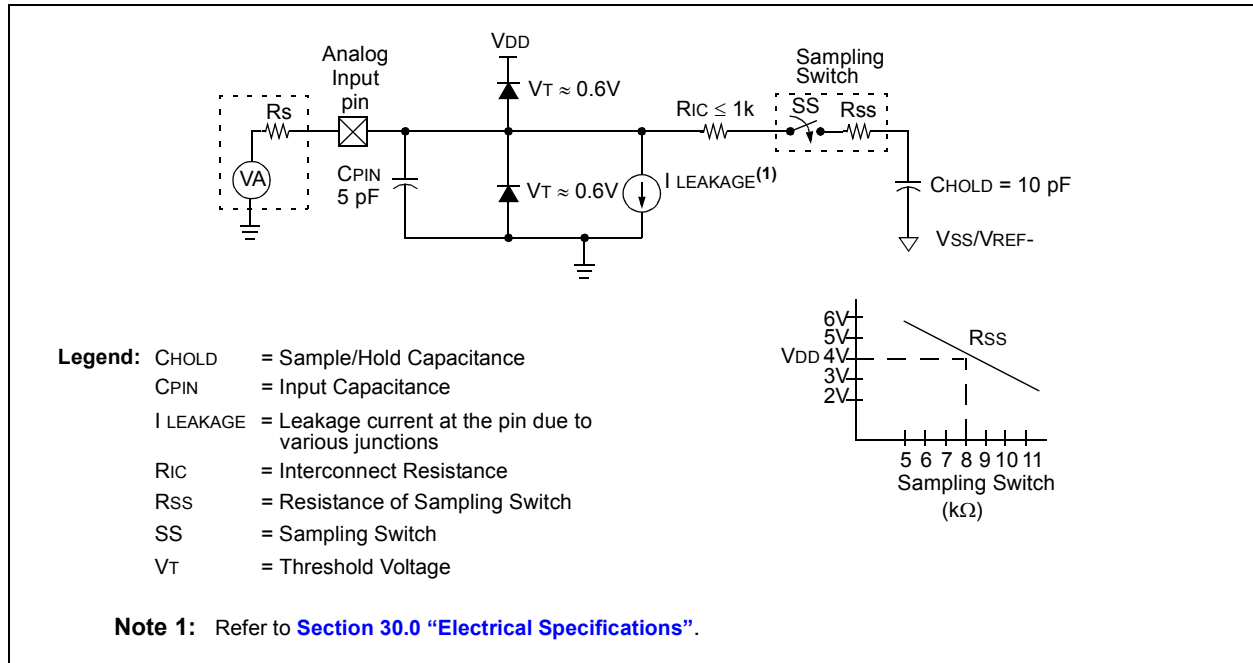 VDD
Analog
Input
pin
Sampling
Switch
VT ≈ 0.6V
Rs
RIC ≤ 1k
SS
Rss
VA
CPIN
5 pF
VT ≈ 0.6V
I LEAKAGE(1)
CHOLD = 10 pF
VSS/VREF-
6V
5V
VDD 4V
3V
2V
RSS
5 6 7 8 9 10 11
Sampling Switch
(kΩ)
Legend: CHOLD = Sample/Hold Capacitance
CPIN = Input Capacitance
I LEAKAGE = Leakage current at the pin due to
various junctions
RIC = Interconnect Resistance
RSS = Resistance of Sampling Switch
SS = Sampling Switch
VT = Threshold Voltage
Note 1: Refer to Section 30.0 “Electrical Specifications”.